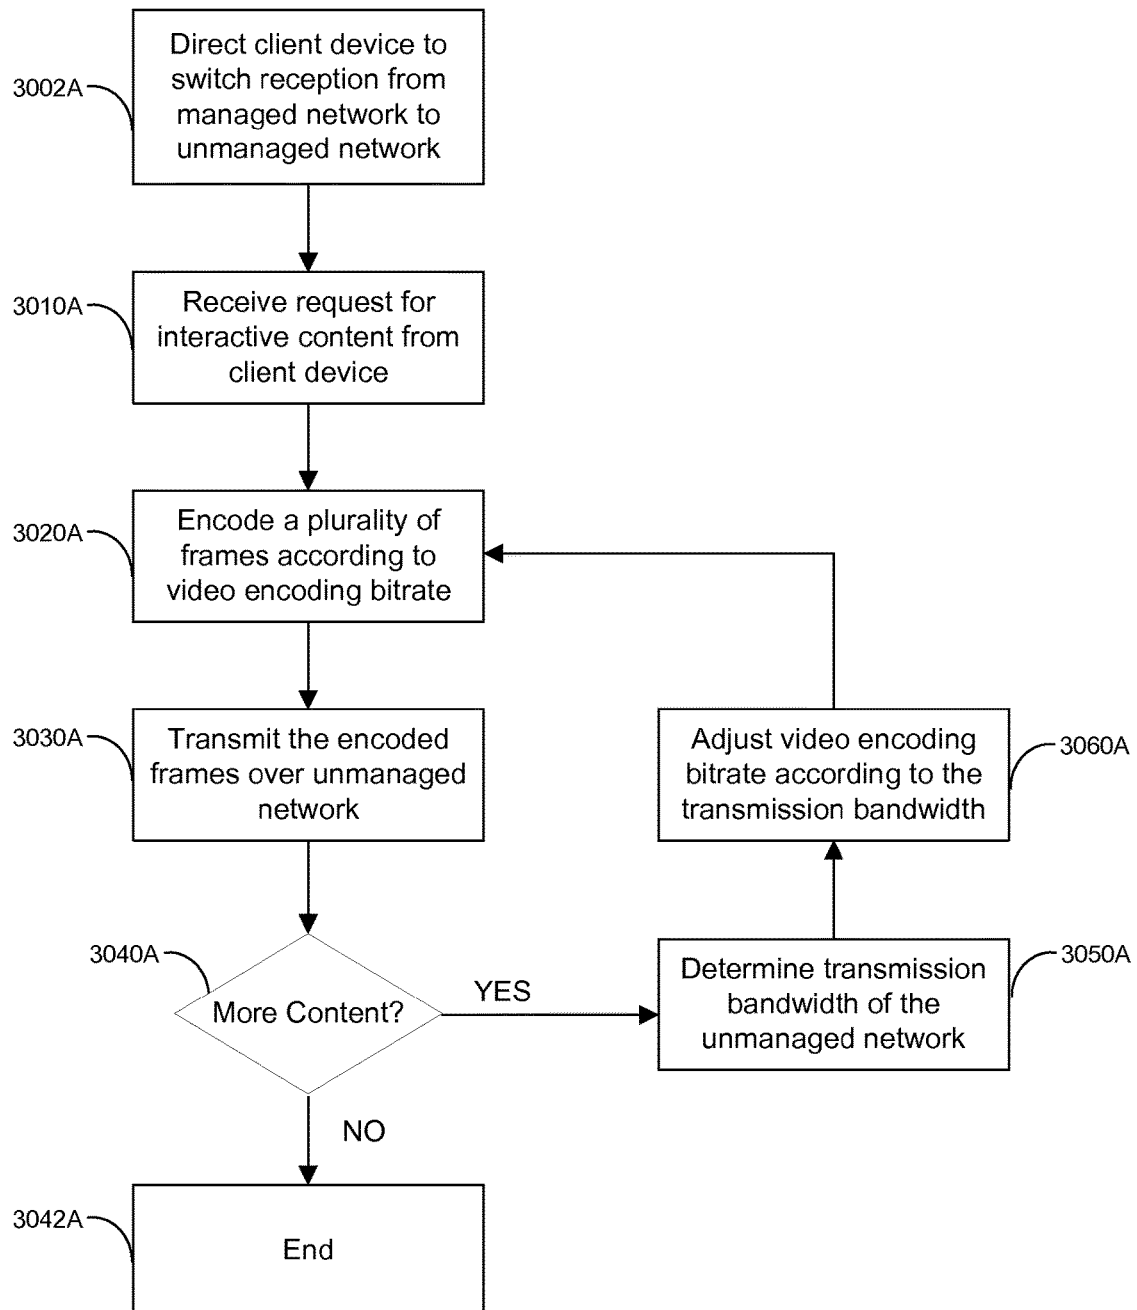 Direct client device to
switch reception from
managed network to
unmanaged network
3002A
Receive request for
interactive content from
client device
3010A
Encode a plurality of
frames according to
video encoding bitrate
3020A
Transmit the encoded
frames over unmanaged
network
3030A
Adjust video encoding
bitrate according to the
transmission bandwidth
3060A
3040A
More Content?
YES
Determine transmission
bandwidth of the
unmanaged network
3050A
NO
3042A
End